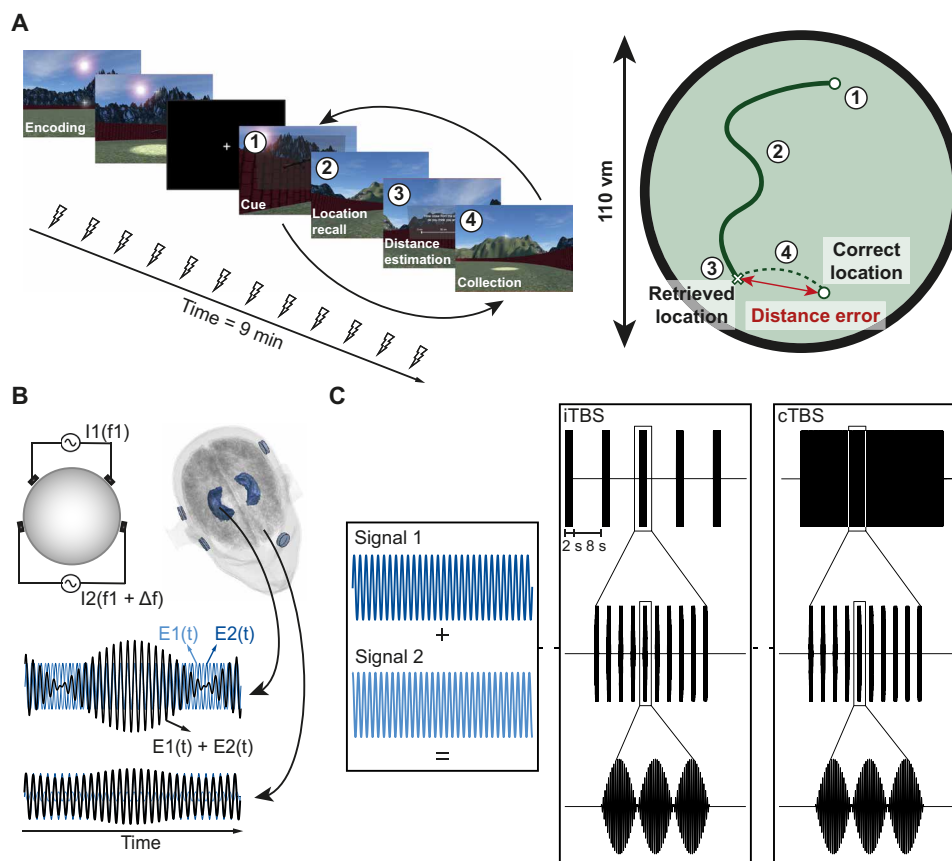 A
Encoding
+
1
Cue
2
Location
recall
3
Distance
estimation
4
Collection
Time = 9 min
110 vm
1
2
3
4
Retrieved
location
Correct
location
Distance error
B
I1(f1)
I2(f1 + Δf)
E1(t)
E2(t)
E1(t) + E2(t)
Time
C
Signal 1
+
Signal 2
=
iTBS
2 s 8 s
cTBS